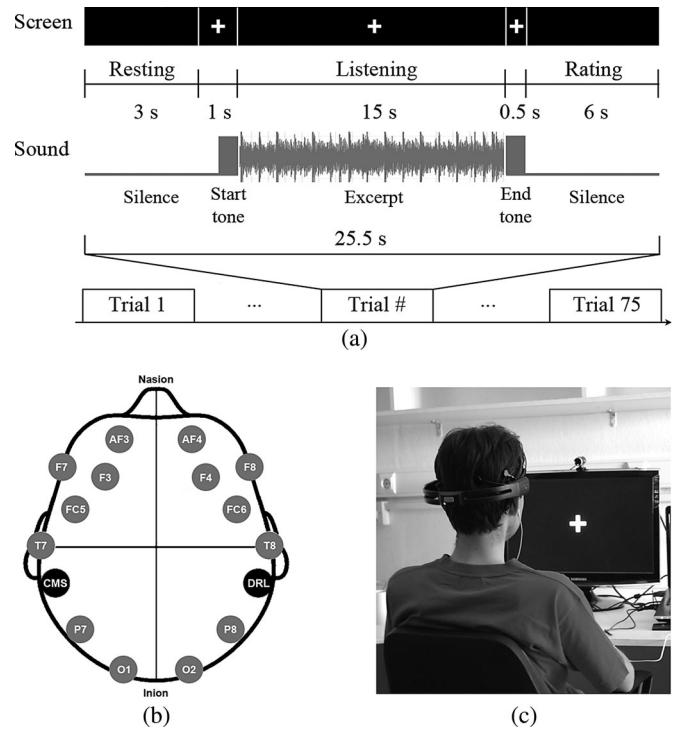 Screen
Resting Listening Rating
3 s 1 s 15 s 0.5 s 6 s
Sound
Silence Start tone Excerpt End tone Silence
25.5 s
Trial 1 ... Trial # ... Trial 75
(a)
Nasion
AF3 AF4
F7 F3 F4 F8
FC5 FC6
T7 T8
CMS DRL
P7 P8
O1 O2
Inion
(b) (c)